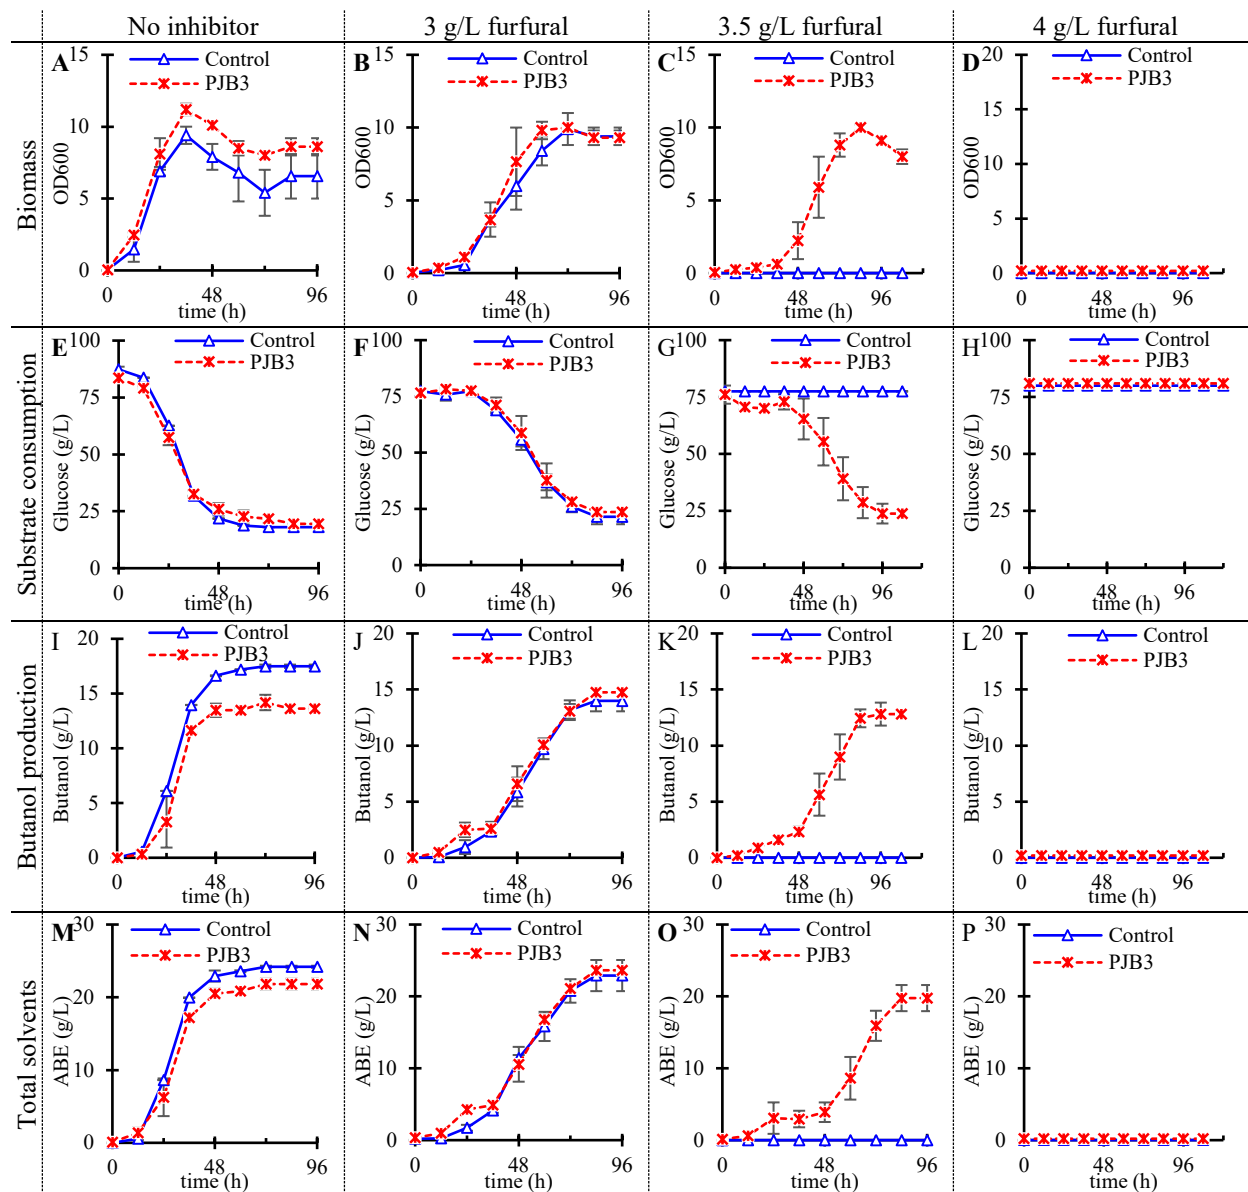 No inhibitor
3 g/L furfural
3.5 g/L furfural
4 g/L furfural
Biomass
A
Control
PJB3
15
10
5
0
OD600
0
48
96
time (h)
B
Control
PJB3
15
10
5
0
OD600
0
48
96
time (h)
C
Control
PJB3
15
10
5
0
OD600
0
48
96
time (h)
D
Control
PJB3
20
15
10
5
0
OD600
0
48
96
time (h)
Substrate consumption
E
Control
PJB3
100
75
50
25
0
Glucose (g/L)
0
48
96
time (h)
F
Control
PJB3
100
75
50
25
0
Glucose (g/L)
0
48
96
time (h)
G
Control
PJB3
100
75
50
25
0
Glucose (g/L)
0
48
96
time (h)
H
Control
PJB3
100
75
50
25
0
Glucose (g/L)
0
48
96
time (h)
Butanol production
I
Control
PJB3
20
15
10
5
0
Butanol (g/L)
0
48
96
time (h)
J
Control
PJB3
20
15
10
5
0
Butanol (g/L)
0
48
96
time (h)
K
Control
PJB3
20
15
10
5
0
Butanol (g/L)
0
48
96
time (h)
L
Control
PJB3
20
15
10
5
0
Butanol (g/L)
0
48
96
time (h)
Total solvents
M
Control
PJB3
30
20
10
0
ABE (g/L)
0
48
96
time (h)
N
Control
PJB3
30
20
10
0
ABE (g/L)
0
48
96
time (h)
O
Control
PJB3
30
20
10
0
ABE (g/L)
0
48
96
time (h)
P
Control
PJB3
30
20
10
0
ABE (g/L)
0
48
96
time (h)